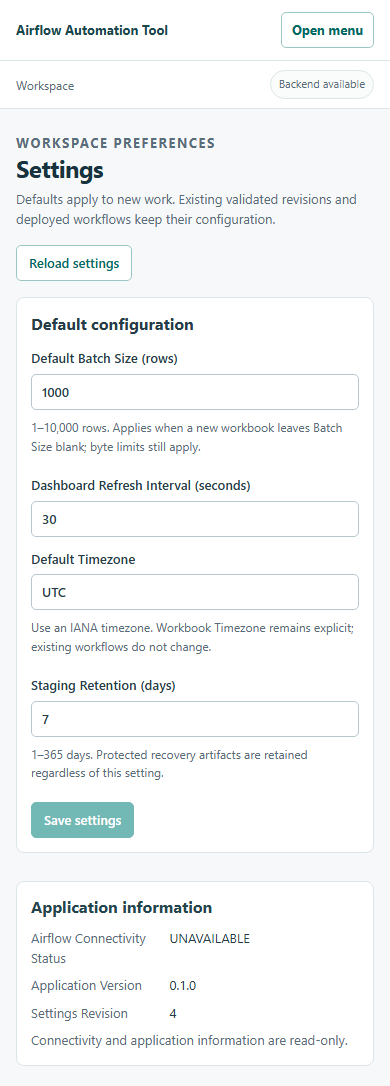 Airflow Automation Tool
Open menu
Workspace
Backend available
WORKSPACE PREFERENCES
Settings
Defaults apply to new work. Existing validated revisions and
deployed workflows keep their configuration.
Reload settings
Default configuration
Default Batch Size (rows)
1000
1–10,000 rows. Applies when a new workbook leaves Batch
Size blank; byte limits still apply.
Dashboard Refresh Interval (seconds)
30
Default Timezone
UTC
Use an IANA timezone. Workbook Timezone remains explicit;
existing workflows do not change.
Staging Retention (days)
7
1–365 days. Protected recovery artifacts are retained
regardless of this setting.
Save settings
Application information
Airflow Connectivity
Status
UNAVAILABLE
Application Version
0.1.0
Settings Revision
4
Connectivity and application information are read-only.